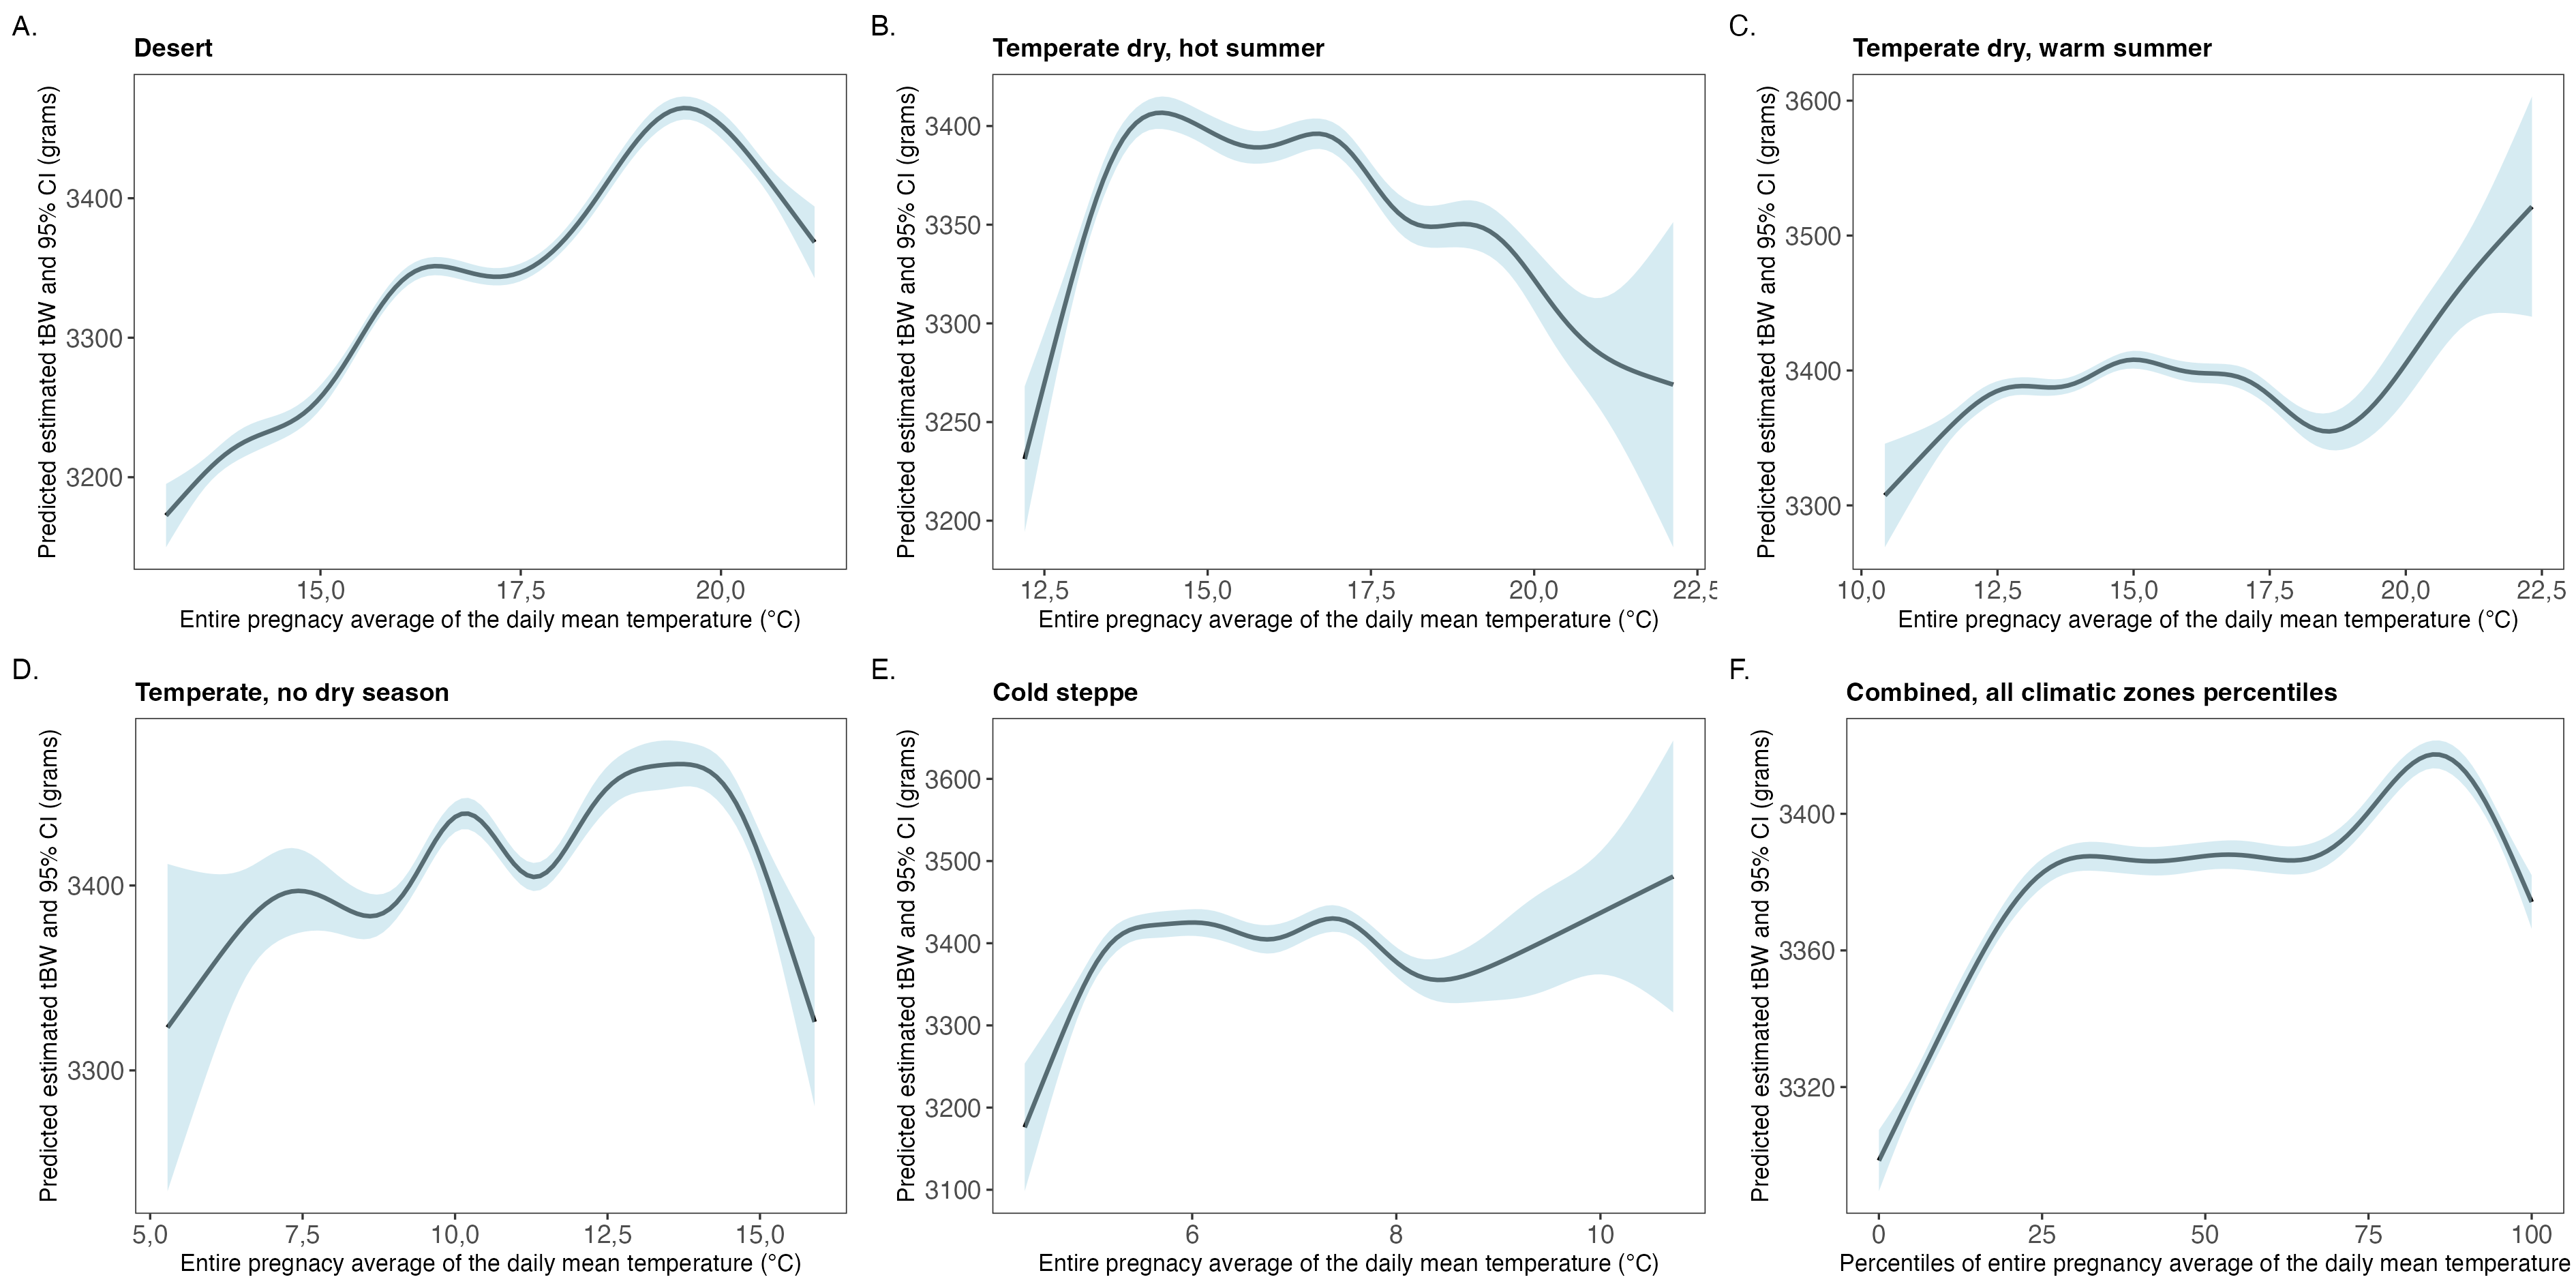 A.
Desert
Predicted estimated tBW and 95% CI (grams)
3400
3300
3200
15,0 17,5 20,0
Entire pregnacy average of the daily mean temperature (°C)
B.
Temperate dry, hot summer
Predicted estimated tBW and 95% CI (grams)
3400
3350
3300
3250
3200
12,5 15,0 17,5 20,0 22,5
Entire pregnacy average of the daily mean temperature (°C)
C.
Temperate dry, warm summer
Predicted estimated tBW and 95% CI (grams)
3600
3500
3400
3300
10,0 12,5 15,0 17,5 20,0 22,5
Entire pregnacy average of the daily mean temperature (°C)
D.
Temperate, no dry season
Predicted estimated tBW and 95% CI (grams)
3400
3300
5,0 7,5 10,0 12,5 15,0
Entire pregnacy average of the daily mean temperature (°C)
E.
Cold steppe
Predicted estimated tBW and 95% CI (grams)
3600
3500
3400
3300
3200
3100
6 8 10
Entire pregnacy average of the daily mean temperature (°C)
F.
Combined, all climatic zones percentiles
Predicted estimated tBW and 95% CI (grams)
3400
3360
3320
0 25 50 75 100
Percentiles of entire pregnancy average of the daily mean temperature